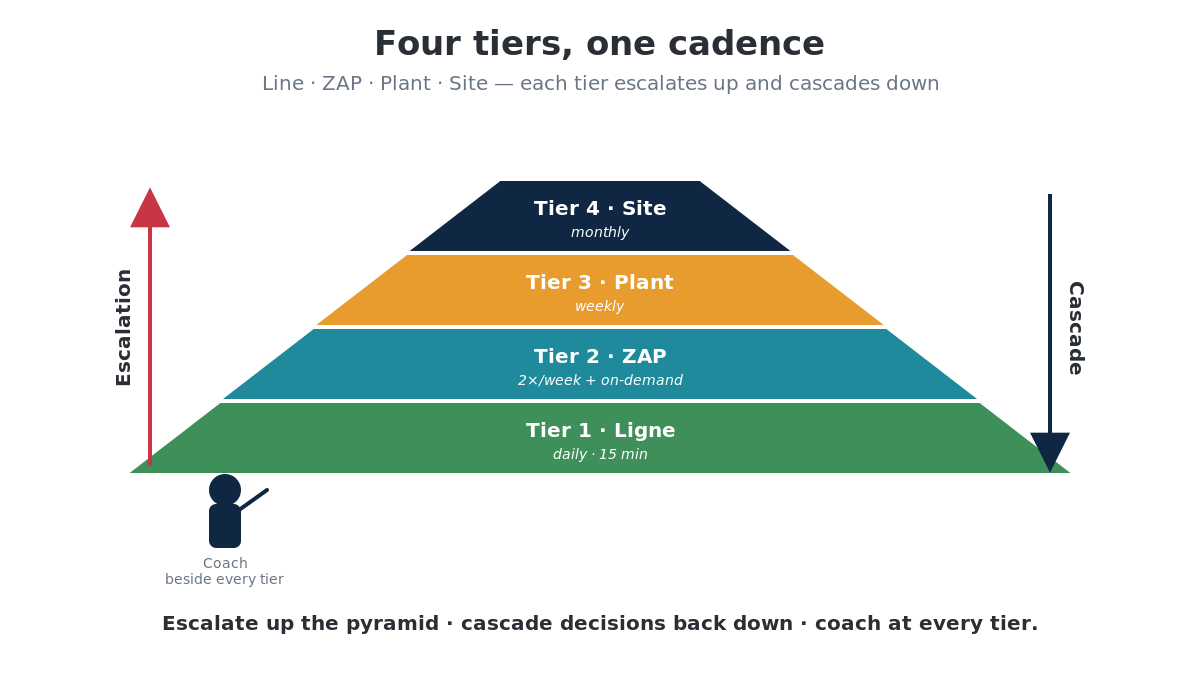 Four tiers, one cadence
Line · ZAP · Plant · Site — each tier escalates up and cascades down
Tier 4 · Site
monthly
Tier 3 · Plant
weekly
Tier 2 · ZAP
2×/week + on-demand
Tier 1 · Ligne
daily · 15 min
Escalation
Cascade
Coach
beside every tier
Escalate up the pyramid · cascade decisions back down · coach at every tier.